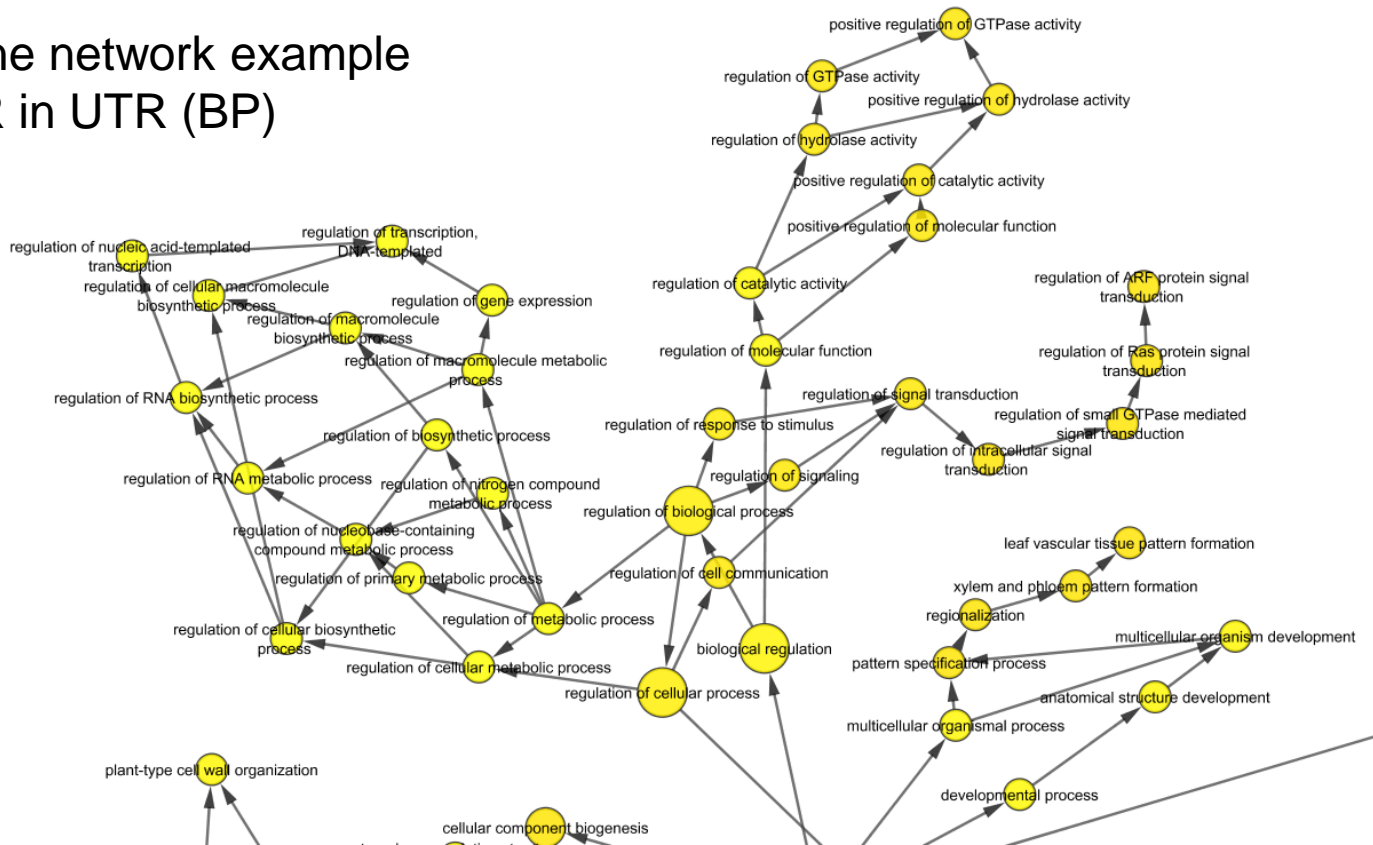 ne network example
R in UTR (BP)
positive regulation of GTPase activity
regulation of GTPase activity
positive regulation of hydrolase activity
regulation of hydrolase activity
positive regulation of catalytic activity
positive regulation of molecular function
regulation of catalytic activity
regulation of molecular function
regulation of nucleic acid-templated
transcription
regulation of transcription,
DNA-templated
regulation of cellular macromolecule
biosynthetic process
regulation of gene expression
regulation of macromolecule
biosynthetic process
regulation of macromolecule metabolic
process
regulation of RNA biosynthetic process
regulation of biosynthetic process
regulation of RNA metabolic process
regulation of nitrogen compound
metabolic process
regulation of nucleobase-containing
compound metabolic process
regulation of primary metabolic process
regulation of metabolic process
regulation of cellular biosynthetic
process
regulation of cellular metabolic process
regulation of ARF protein signal
transduction
regulation of Ras protein signal
transduction
regulation of signal transduction
regulation of small GTPase mediated
signal transduction
regulation of response to stimulus
regulation of intracellular signal
transduction
regulation of signaling
regulation of biological process
regulation of cell communication
biological regulation
regulation of cellular process
leaf vascular tissue pattern formation
xylem and phloem pattern formation
regionalization
multicellular organism development
pattern specification process
anatomical structure development
multicellular organismal process
developmental process
plant-type cell wall organization
cellular component biogenesis